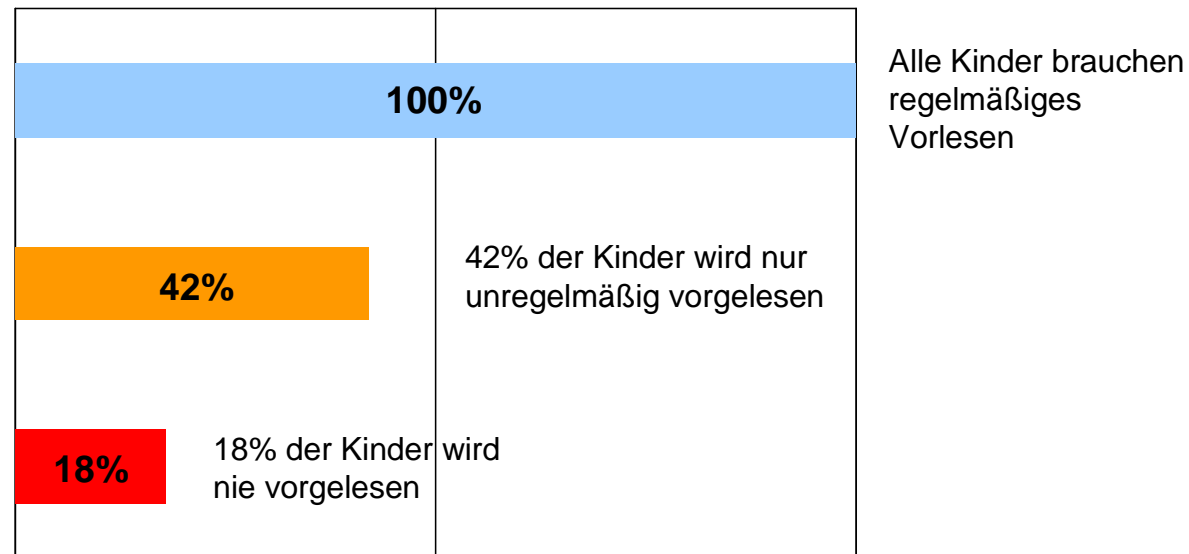 100%
Alle Kinder brauchen
regelmäßiges
Vorlesen
42%
42% der Kinder wird nur
unregelmäßig vorgelesen
18%
18% der Kinder wird
nie vorgelesen